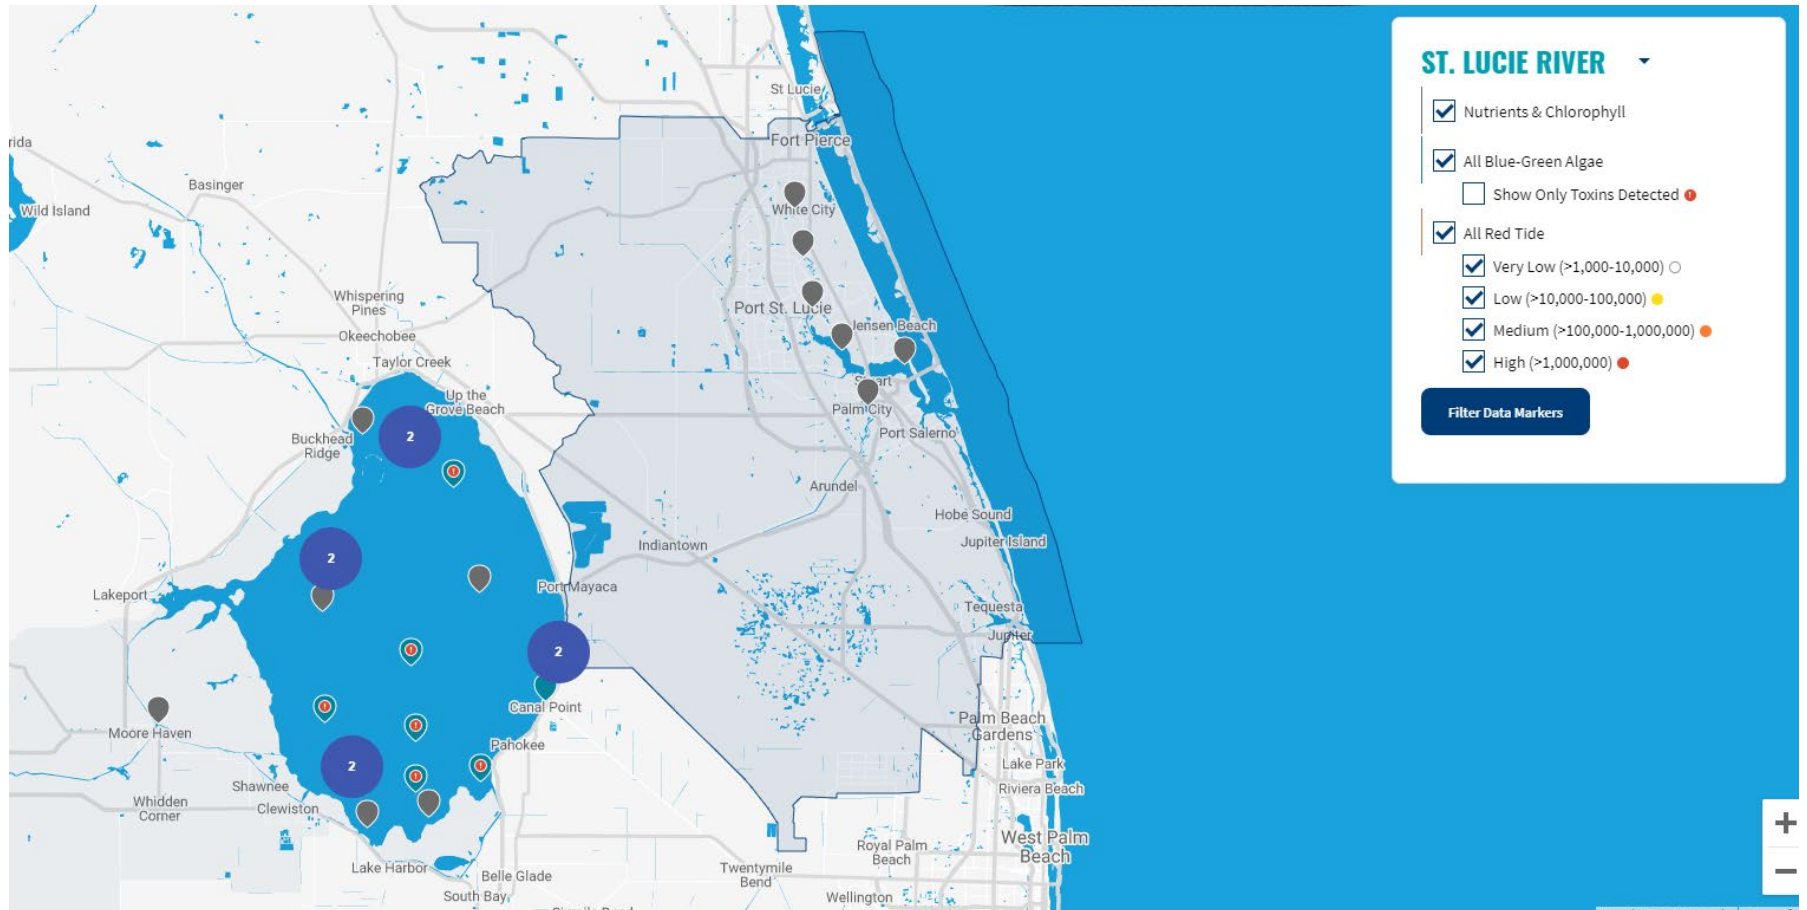 ST. LUCIE RIVER
Nutrients & Chlorophyll
All Blue-Green Algae
Show Only Toxins Detected
All Red Tide
Very Low (>1,000-10,000)
Low (>10,000-100,000)
Medium (>100,000-1,000,000)
High (>1,000,000)
Filter Data Markers
St Lucie
Fort Pierce
rida
Basinger
Wild Island
White City
Whispering
Pines
Port St. Lucie
Jensen Beach
Okeechobee
Taylor Creek
Up the
Grove Beach
Palm City
Buckhead
Ridge
2
Port Salerno
Arundel
Hobe Sound
Indiantown
Jupiter Island
2
Port Mayaca
Lakeport
Tequesta
Jupiter
2
Canal Point
Moore Haven
Palm Beach
Gardens
Pahokee
2
Lake Park
Shawnee
Riviera Beach
Whidden
Corner
Clewiston
West Palm
Beach
Royal Palm
Beach
Lake Harbor
Belle Glade
Twentymile
Bend
South Bay
Wellington